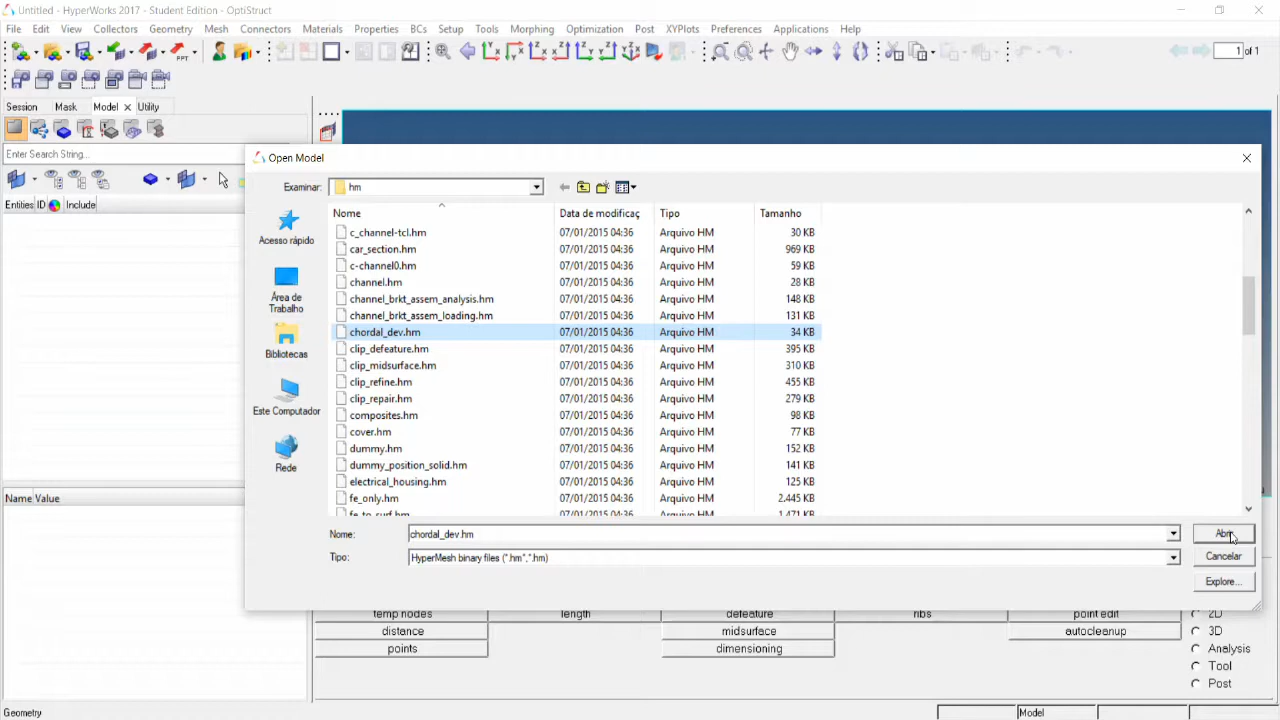 Untitled - HyperWorks 2017 - Student Edition - OptiStruct
File Edit View Collectors Geometry Mesh Connectors Materials Properties BCs Setup Tools Morphing Optimization Post XYPlots Preferences Applications Help
1 of 1
Session Mask Model Utility
Enter Search String...
Entities ID Include
Name Value
Open Model
Examinar: hm
Acesso rápido
Área de Trabalho
Bibliotecas
Este Computador
Rede
Nome Data de modificaç Tipo Tamanho
c_channel-tcl.hm 07/01/2015 04:36 Arquivo HM 30 KB
car_section.hm 07/01/2015 04:36 Arquivo HM 969 KB
c-channel0.hm 07/01/2015 04:36 Arquivo HM 59 KB
channel.hm 07/01/2015 04:36 Arquivo HM 28 KB
channel_brkt_assem_analysis.hm 07/01/2015 04:36 Arquivo HM 148 KB
channel_brkt_assem_loading.hm 07/01/2015 04:36 Arquivo HM 131 KB
chordal_dev.hm 07/01/2015 04:36 Arquivo HM 34 KB
clip_defeature.hm 07/01/2015 04:36 Arquivo HM 395 KB
clip_midsurface.hm 07/01/2015 04:36 Arquivo HM 310 KB
clip_refine.hm 07/01/2015 04:36 Arquivo HM 455 KB
clip_repair.hm 07/01/2015 04:36 Arquivo HM 279 KB
composites.hm 07/01/2015 04:36 Arquivo HM 98 KB
cover.hm 07/01/2015 04:36 Arquivo HM 77 KB
dummy.hm 07/01/2015 04:36 Arquivo HM 152 KB
dummy_position_solid.hm 07/01/2015 04:36 Arquivo HM 141 KB
electrical_housing.hm 07/01/2015 04:36 Arquivo HM 125 KB
fe_only.hm 07/01/2015 04:36 Arquivo HM 2.445 KB
fe_to_surf.hm 07/01/2015 04:36 Arquivo HM 1.471 KB
Nome: chordal_dev.hm
Tipo: HyperMesh binary files (*.hm*,*.hm)
Cancelar
Explore...
temp nodes length defeature ribs point edit 2D
distance midsurface autocleanup 3D
points dimensioning Analysis
Tool
Post
Geometry Model